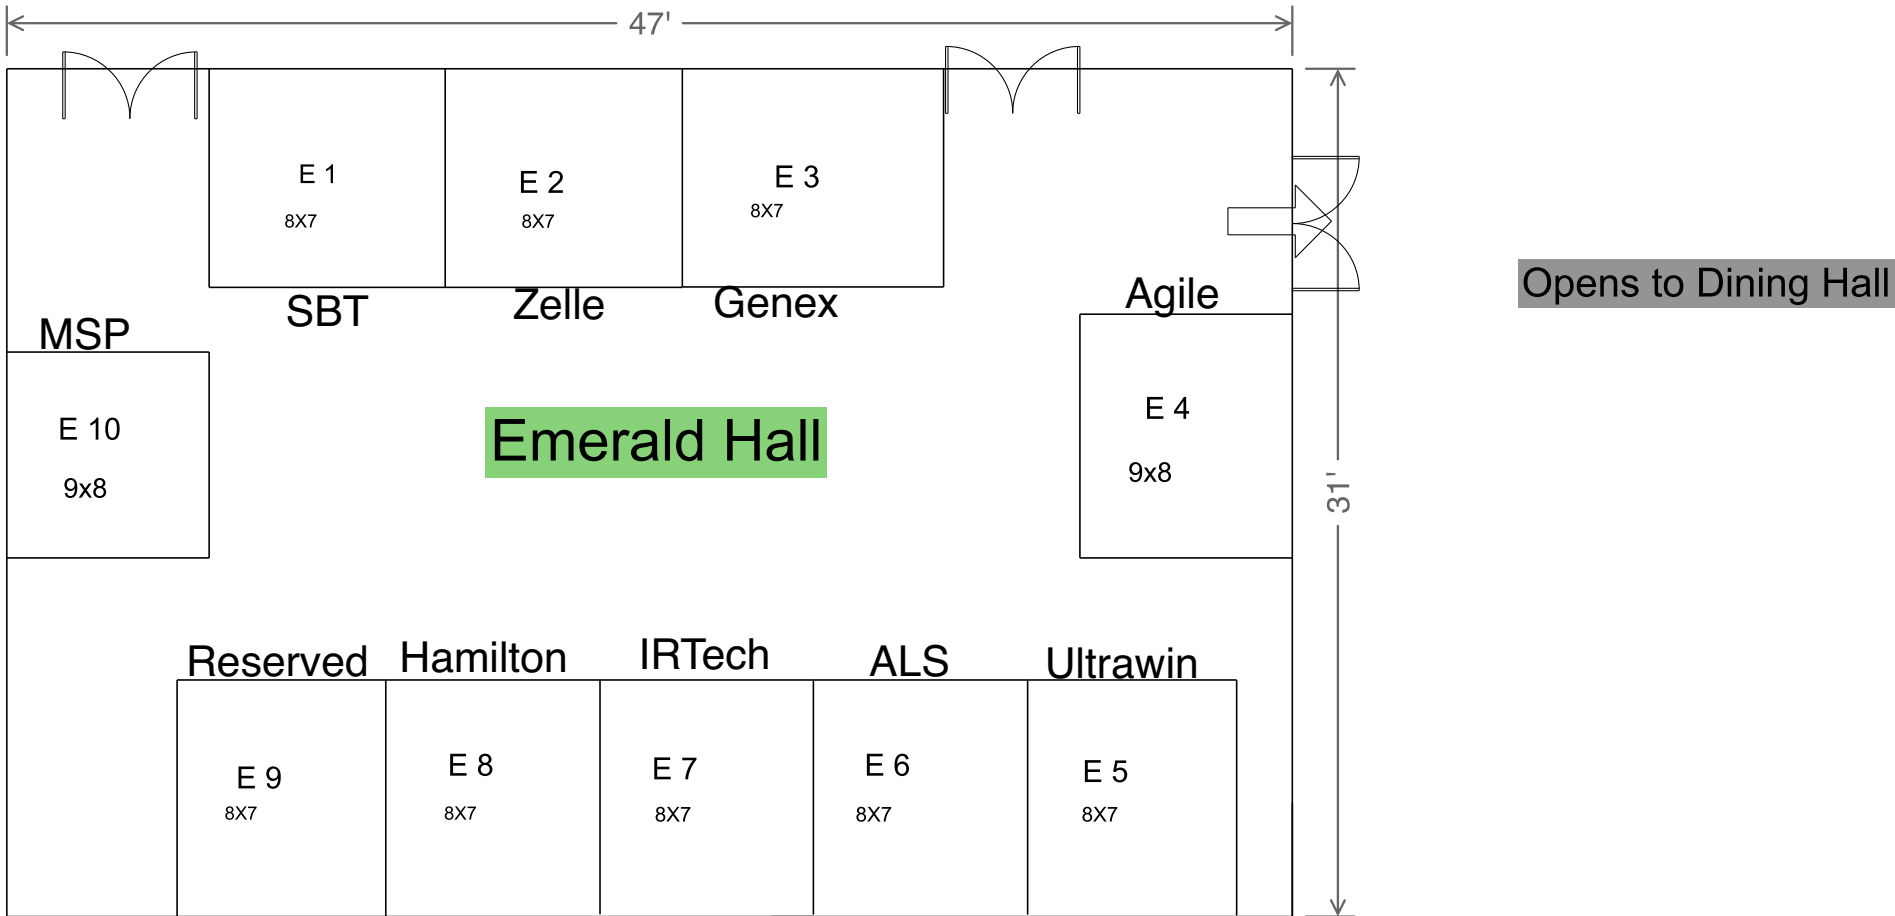 47'
E 1
8X7
SBT
E 2
8X7
Zelle
E 3
8X7
Genex
Opens to Dining Hall
Agile
E 4
9x8
31'
MSP
E 10
9x8
Emerald Hall
Reserved
E 9
8X7
Hamilton
E 8
8X7
IRTech
E 7
8X7
ALS
E 6
8X7
Ultrawin
E 5
8X7